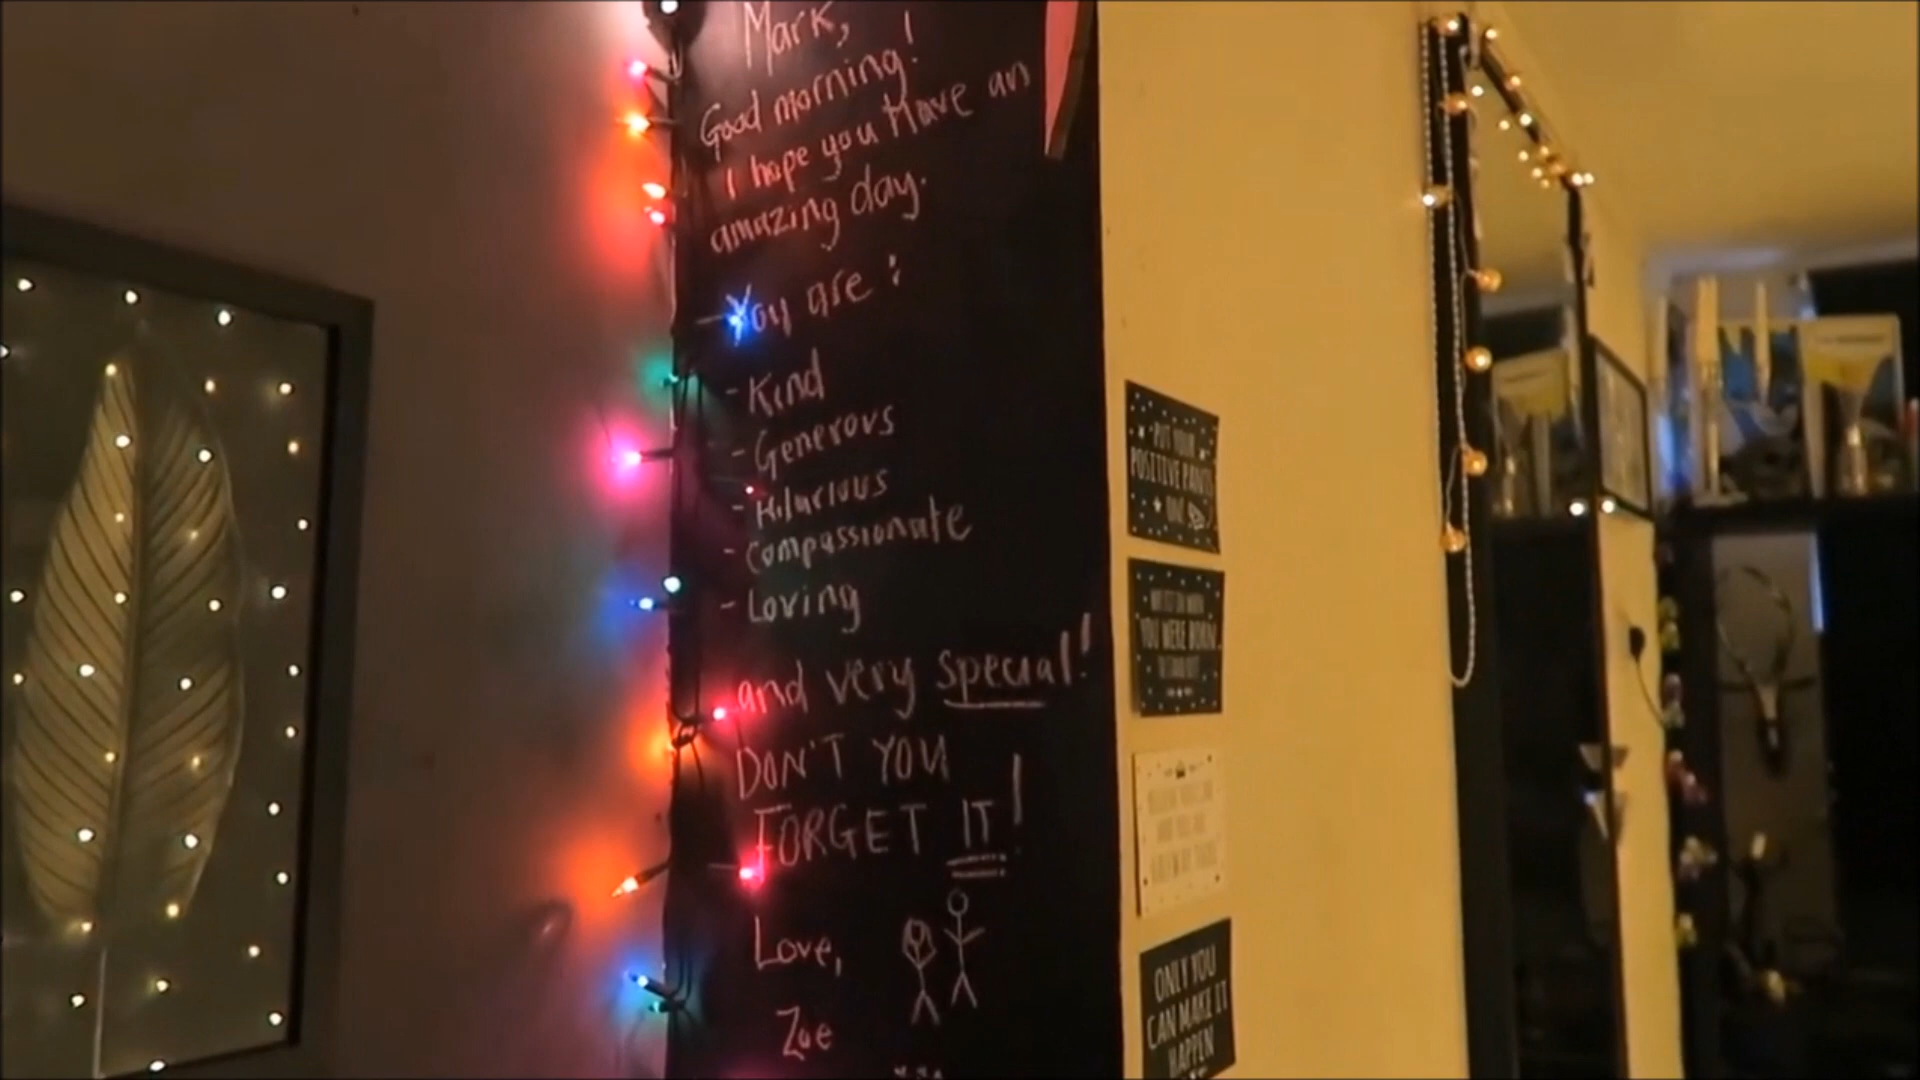 Mark,
Good morning!
I hope you Have an
amazing day.
You are:
- Kind
- Generous
- Hilarious
- compassionate
- Loving
and very special!
DON'T YOU
FORGET IT!
Love,
Zoe
PUT YOUR
POSITIVE PANTS
ON!
YOU WERE BORN
ONLY YOU
CAN MAKE IT
HAPPEN